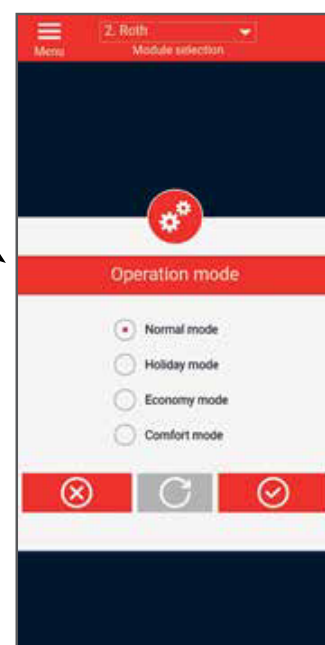 2. Roth
Menu
Module selection
Operation mode
Normal mode
Holiday mode
Economy mode
Comfort mode